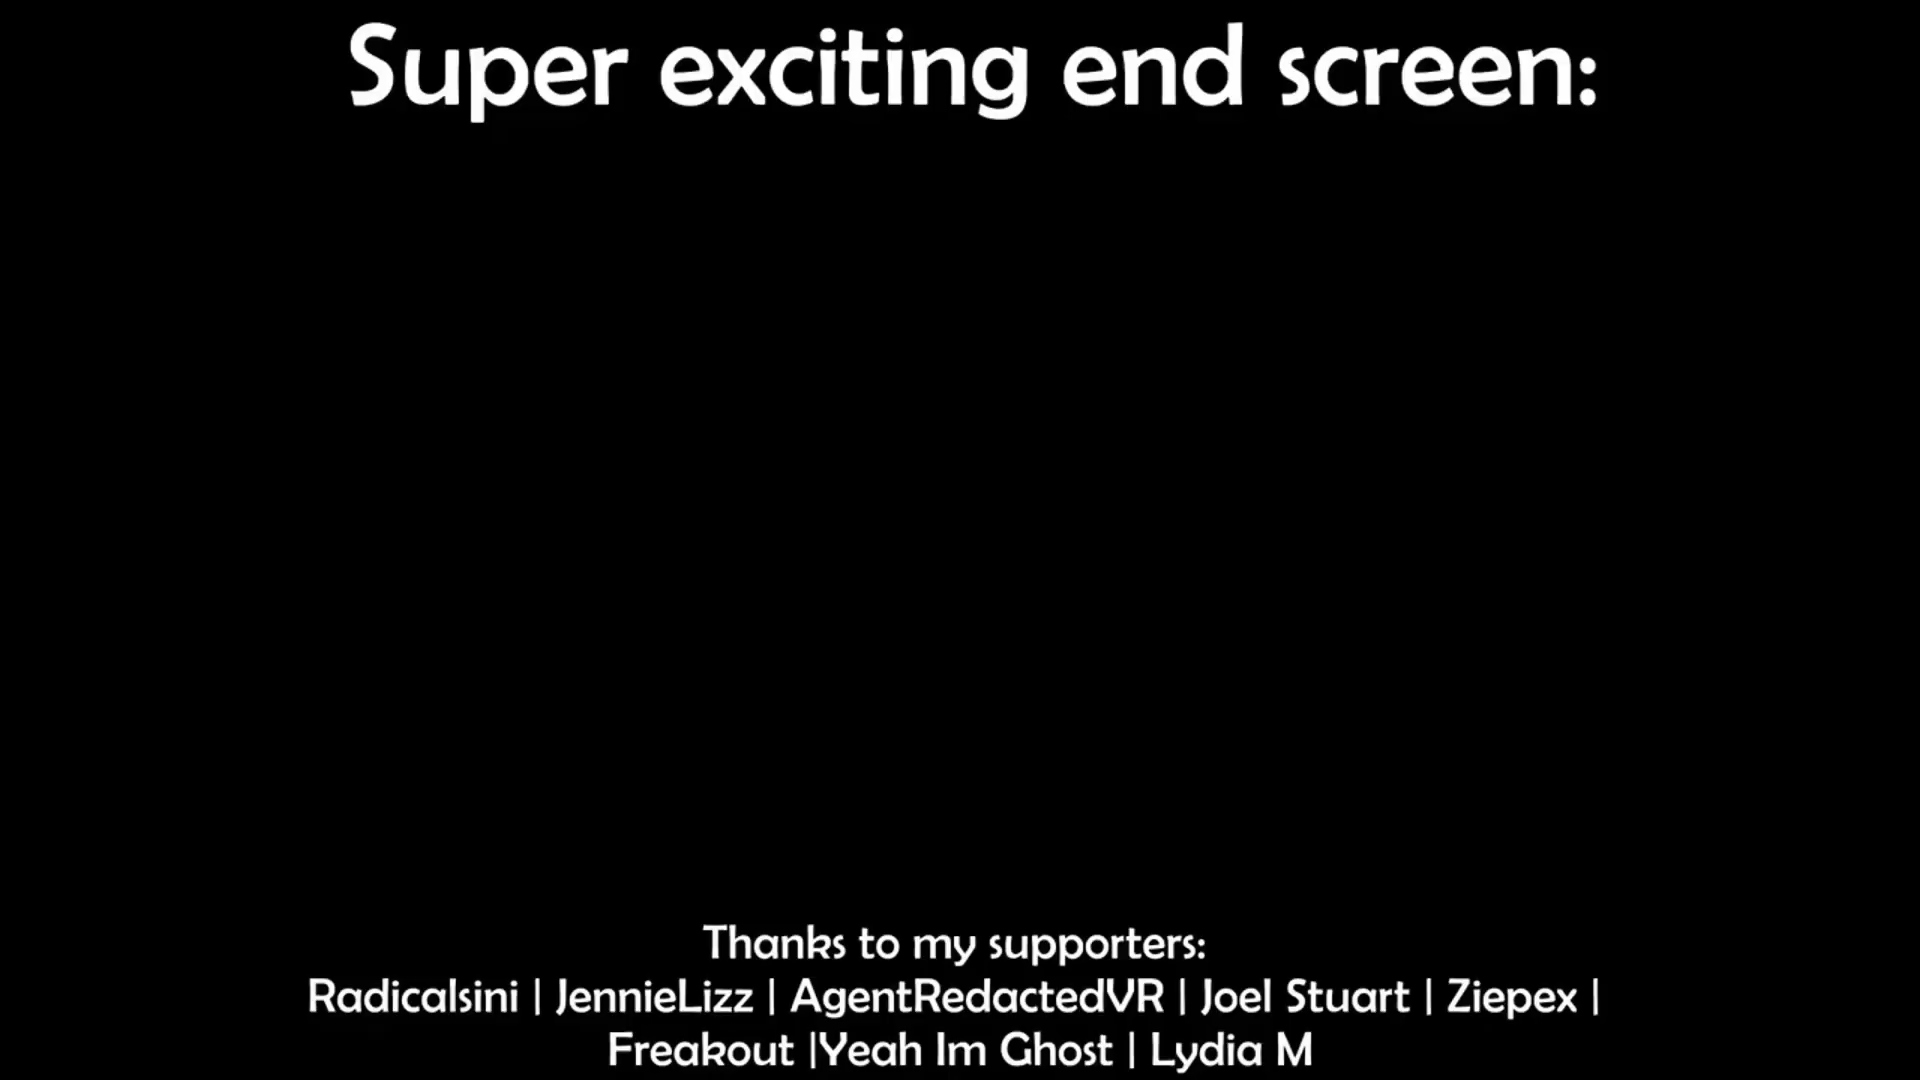 Super exciting end screen:
Thanks to my supporters:
Radicalsini | JennieLizz | AgentRedactedVR | Joel Stuart | Ziepex |
Freakout |Yeah Im Ghost | Lydia M